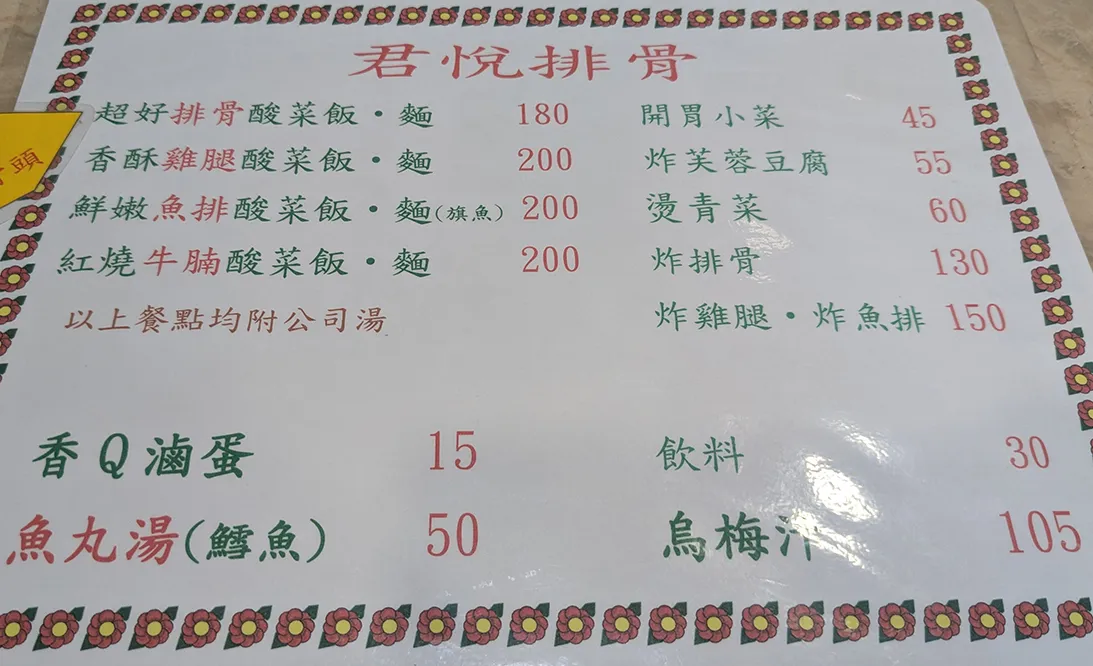 君悅排骨
超好排骨酸菜飯・麵 180
香酥雞腿酸菜飯・麵 200
鮮嫩魚排酸菜飯・麵(旗魚) 200
紅燒牛腩酸菜飯・麵 200
以上餐點均附公司湯
開胃小菜 45
炸芙蓉豆腐 55
燙青菜 60
炸排骨 130
炸雞腿・炸魚排 150
香Q滷蛋 15
魚丸湯(鱈魚) 50
飲料 30
烏梅汁 105
頭